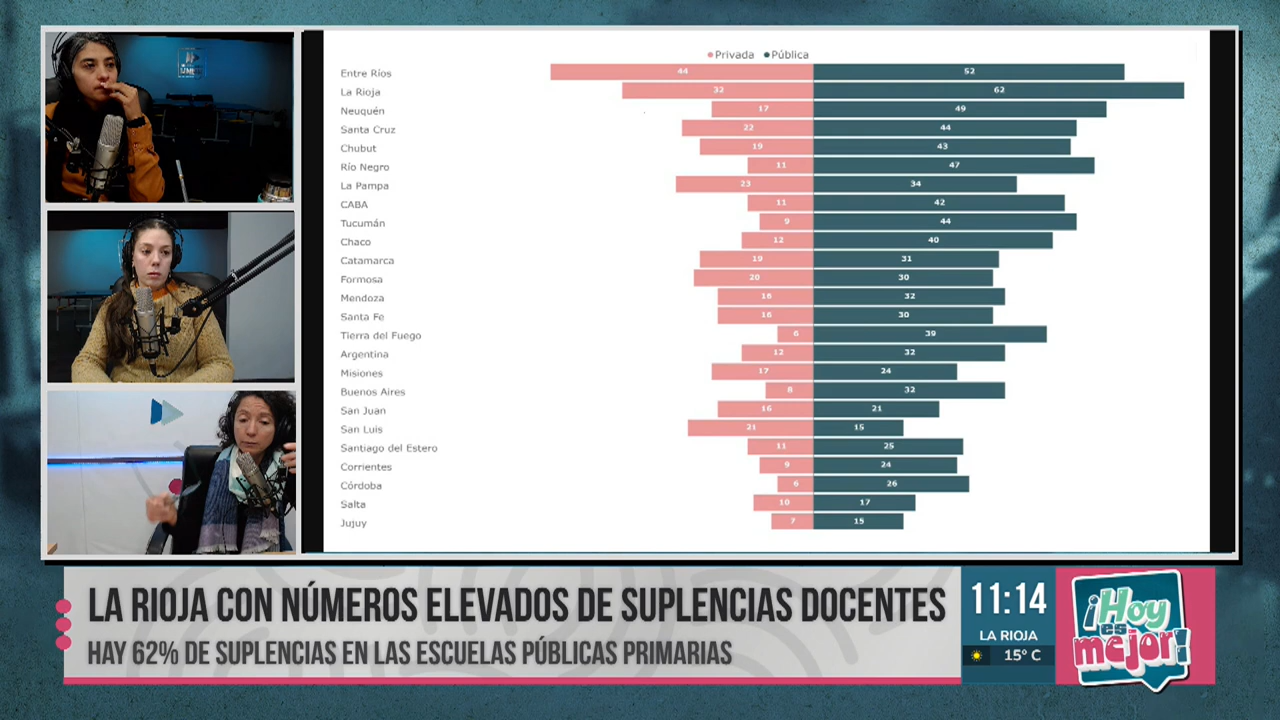 Privada Pública
Entre Ríos 44 52
La Rioja 32 62
Neuquén 17 49
Santa Cruz 22 44
Chubut 19 43
Río Negro 11 47
La Pampa 23 34
CABA 11 42
Tucumán 9 44
Chaco 12 40
Catamarca 19 31
Formosa 20 30
Mendoza 16 32
Santa Fe 16 30
Tierra del Fuego 6 39
Argentina 12 32
Misiones 17 24
Buenos Aires 8 32
San Juan 16 21
San Luis 21 15
Santiago del Estero 11 25
Corrientes 9 24
Córdoba 6 26
Salta 10 17
Jujuy 7 15
LA RIOJA CON NÚMEROS ELEVADOS DE SUPLENCIAS DOCENTES
HAY 62% DE SUPLENCIAS EN LAS ESCUELAS PÚBLICAS PRIMARIAS
11:14
LA RIOJA
15° C
¡Hoy
es
mejor!